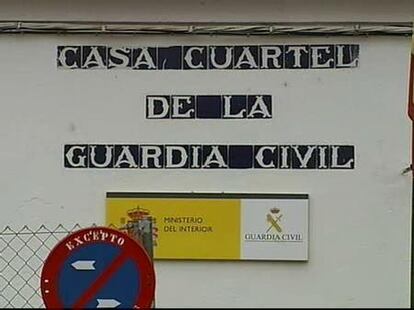 CASA CUARTEL
DE LA
GUARDIA CIVIL
MINISTERIO
DEL INTERIOR
GUARDIA CIVIL
EXCEPTO